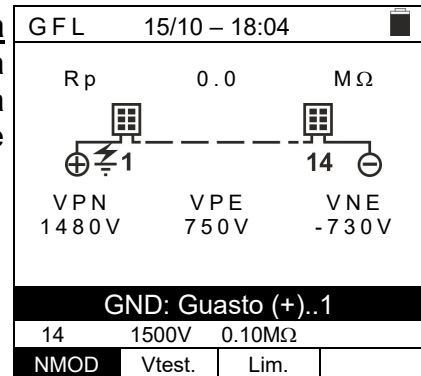 GFL 15/10 – 18:04
Rp 0.0 MΩ
1 14
VPN VPE VNE
1480V 750V -730V
GND: Guasto (+)..1
14 1500V 0.10MΩ
NMOD Vtest. Lim.